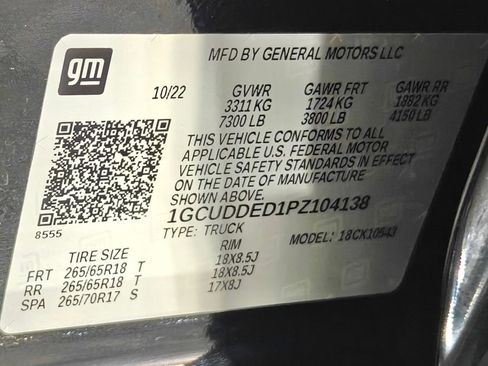 gm
MFD BY GENERAL MOTORS LLC
10/22 GVWR GAWR FRT GAWR RR
3311 KG 1724 KG 1882 KG
7300 LB 3800 LB 4150 LB
THIS VEHICLE CONFORMS TO ALL
APPLICABLE U.S. FEDERAL MOTOR
VEHICLE SAFETY STANDARDS IN EFFECT
ON THE DATE OF MANUFACTURE
SHOWN ABOVE.
8555
1GCUDDED1PZ104138
TYPE: TRUCK MODEL: 18CK10543
TIRE SIZE RIM
FRT 265/65R18 T 18X8.5J
RR 265/65R18 T 18X8.5J
SPA 265/70R17 S 17X8J